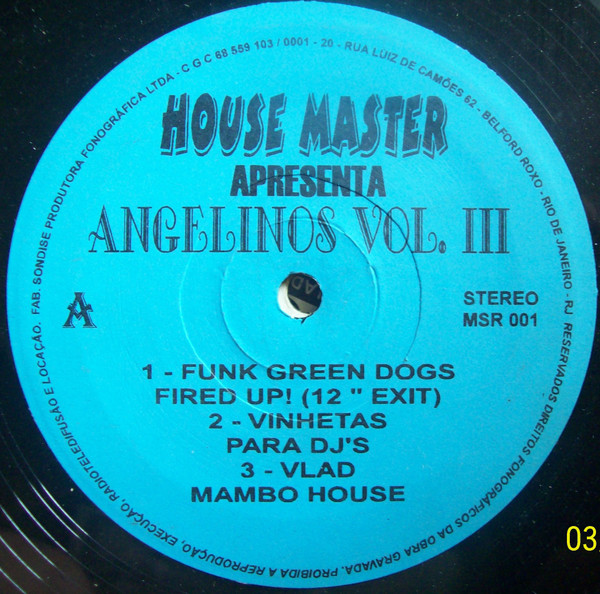 FAB. SONDISE PRODUTORA FONOGRÁFICA LTDA - C G C 68 559 103 / 0001 - 20 - RUA LUIZ DE CAMÕES 62 - BELFORD ROXO - RIO DE JANEIRO - RJ RESERVADOS DIREITOS FONOGRÁFICOS DA OBRA GRAVADA, PROIBIDA A REPRODUÇÃO, EXECUÇÃO, RADIOTELEDIFUSÃO E LOCAÇÃO.
HOUSE MASTER
APRESENTA
ANGELINOS VOL. III
A
STEREO
MSR 001
1 - FUNK GREEN DOGS
FIRED UP! (12 " EXIT)
2 - VINHETAS
PARA DJ'S
3 - VLAD
MAMBO HOUSE
03